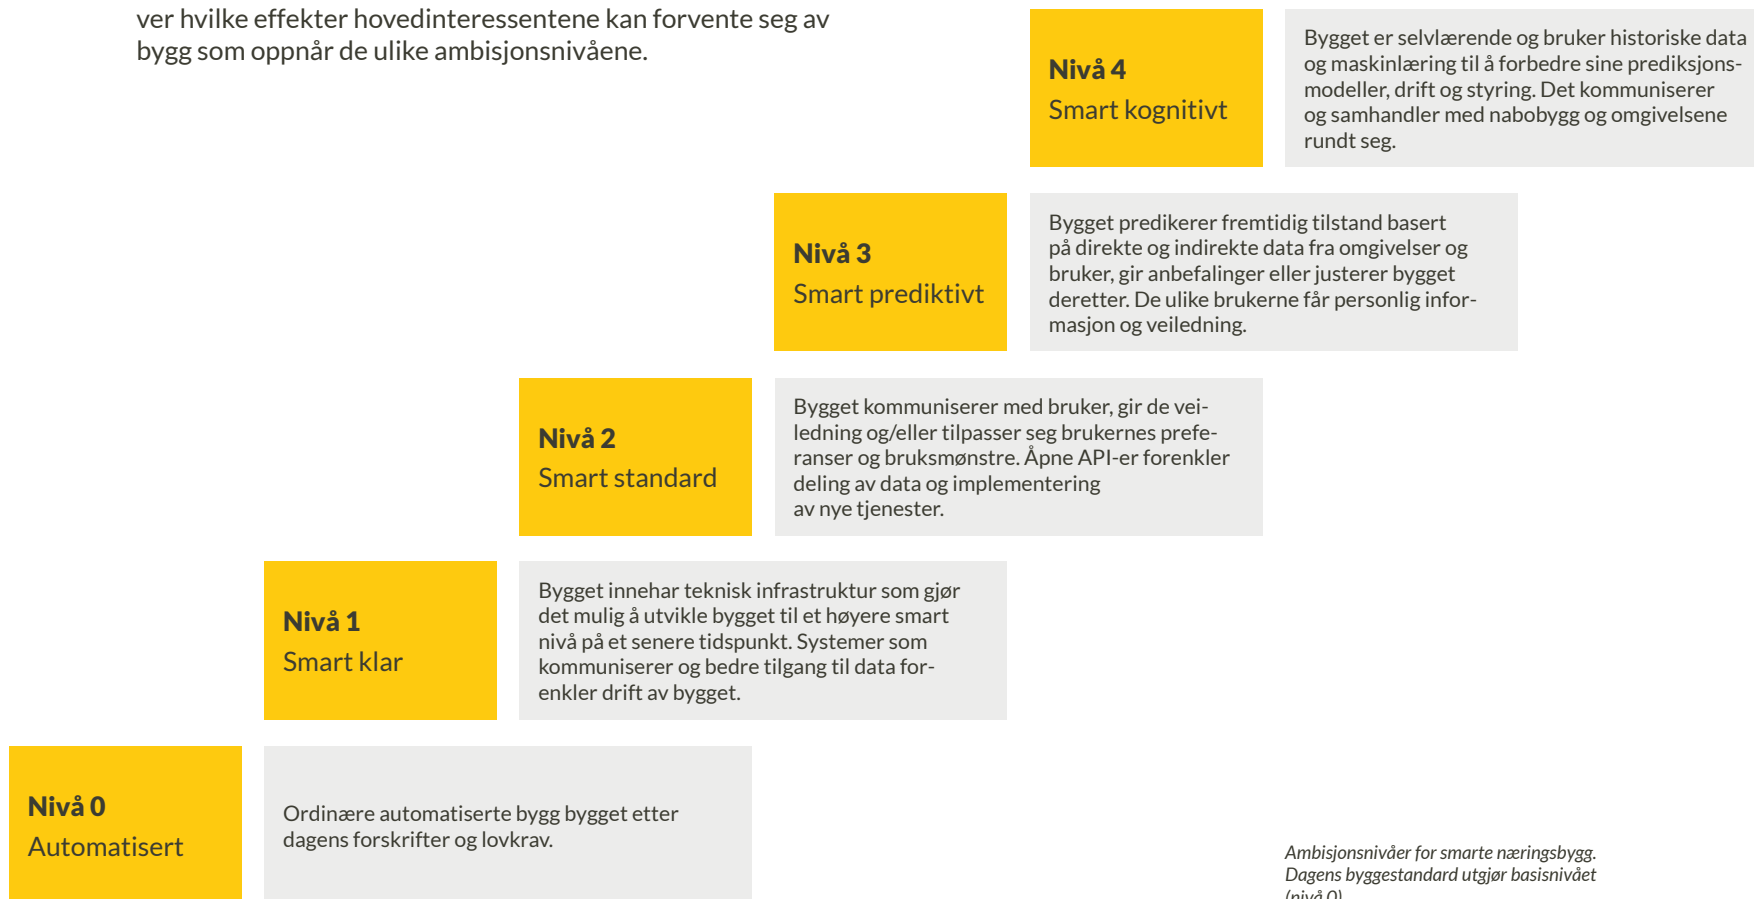 ver hvilke effekter hovedinteressentene kan forvente seg av
bygg som oppnår de ulike ambisjonsnivåene.
Nivå 4
Smart kognitivt
Bygget er selvlærende og bruker historiske data
og maskinlæring til å forbedre sine prediksjons-
modeller, drift og styring. Det kommuniserer
og samhandler med nabobygg og omgivelsene
rundt seg.
Nivå 3
Smart prediktivt
Bygget predikerer fremtidig tilstand basert
på direkte og indirekte data fra omgivelser og
bruker, gir anbefalinger eller justerer bygget
deretter. De ulike brukerne får personlig infor-
masjon og veiledning.
Nivå 2
Smart standard
Bygget kommuniserer med bruker, gir de vei-
ledning og/eller tilpasser seg brukernes prefe-
ranser og bruksmønstre. Åpne API-er forenkler
deling av data og implementering
av nye tjenester.
Nivå 1
Smart klar
Bygget innehar teknisk infrastruktur som gjør
det mulig å utvikle bygget til et høyere smart
nivå på et senere tidspunkt. Systemer som
kommuniserer og bedre tilgang til data for-
enkler drift av bygget.
Nivå 0
Automatisert
Ordinære automatiserte bygg bygget etter
dagens forskrifter og lovkrav.
Ambisjonsnivåer for smarte næringsbygg.
Dagens byggestandard utgjør basisnivået
(nivå 0)